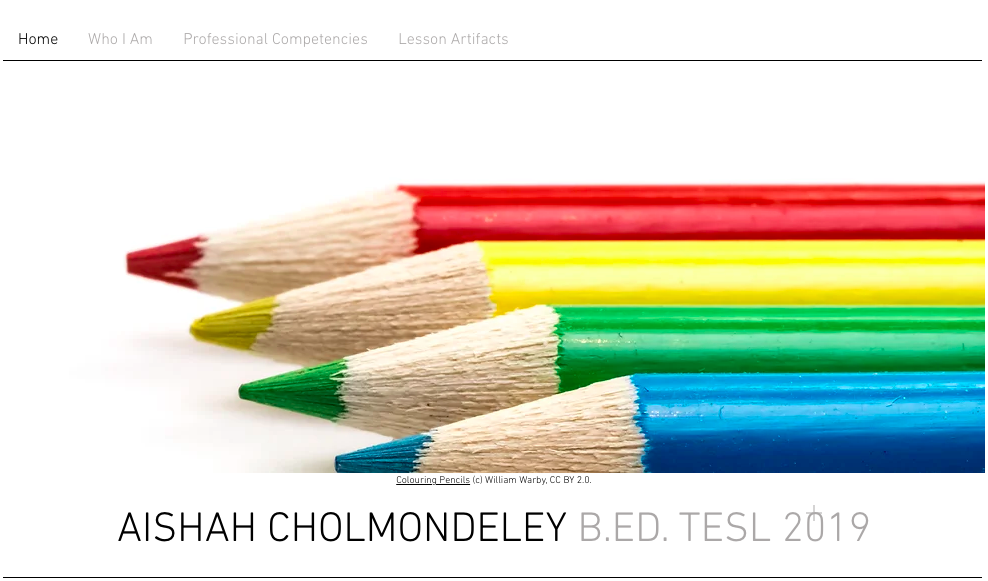 Home Who I Am Professional Competencies Lesson Artifacts
Colouring Pencils (c) William Warby, CC BY 2.0.
AISHAH CHOLMONDELEY B.ED. TESL 2019